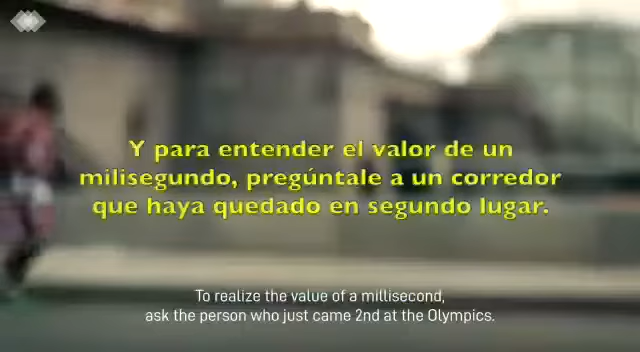 Y para entender el valor de un
milisegundo, pregúntale a un corredor
que haya quedado en segundo lugar.
To realize the value of a millisecond,
ask the person who just came 2nd at the Olympics.